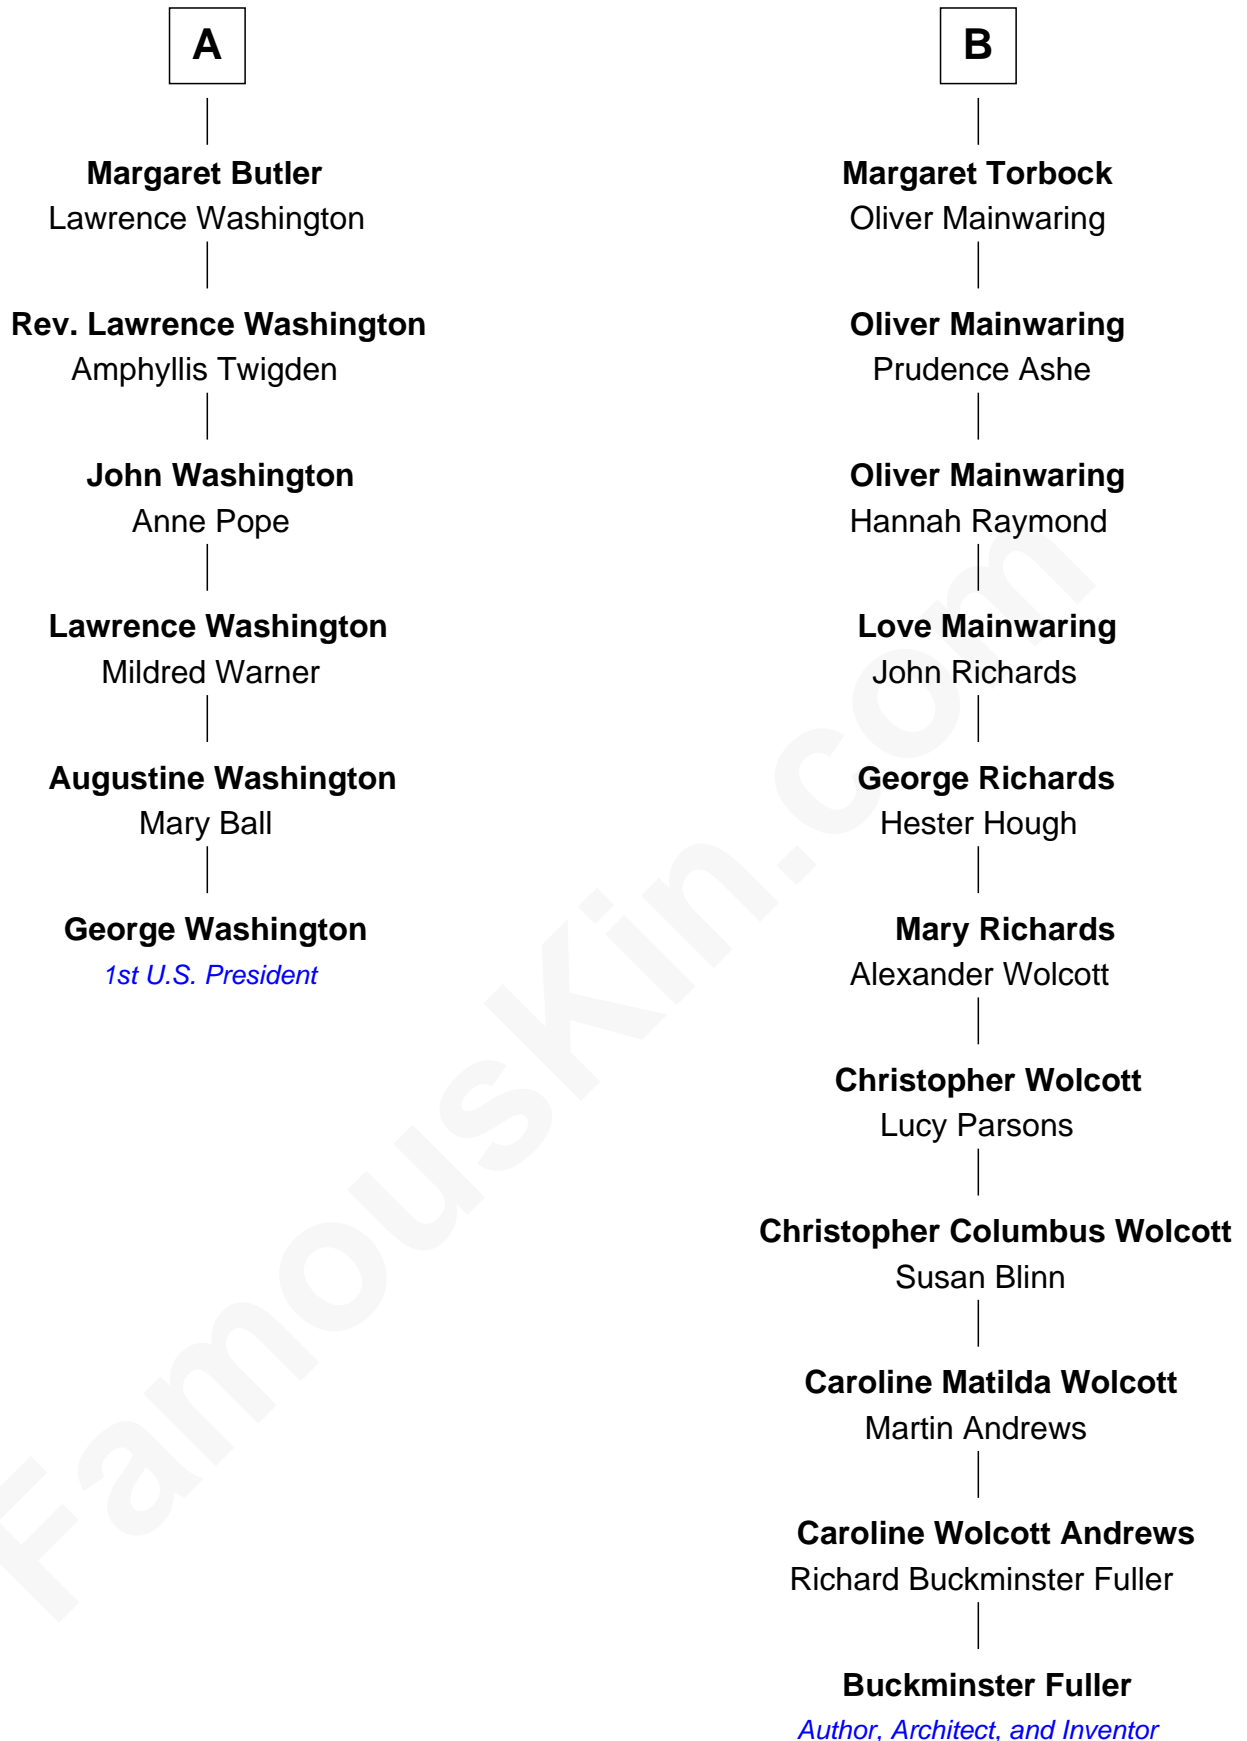 A
Margaret Butler
Lawrence Washington
Rev. Lawrence Washington
Amphyllis Twigden
John Washington
Anne Pope
Lawrence Washington
Mildred Warner
Augustine Washington
Mary Ball
George Washington
1st U.S. President
B
Margaret Torbock
Oliver Mainwaring
Oliver Mainwaring
Prudence Ashe
Oliver Mainwaring
Hannah Raymond
Love Mainwaring
John Richards
George Richards
Hester Hough
Mary Richards
Alexander Wolcott
Christopher Wolcott
Lucy Parsons
Christopher Columbus Wolcott
Susan Blinn
Caroline Matilda Wolcott
Martin Andrews
Caroline Wolcott Andrews
Richard Buckminster Fuller
Buckminster Fuller
Author, Architect, and Inventor
FamousKin.com